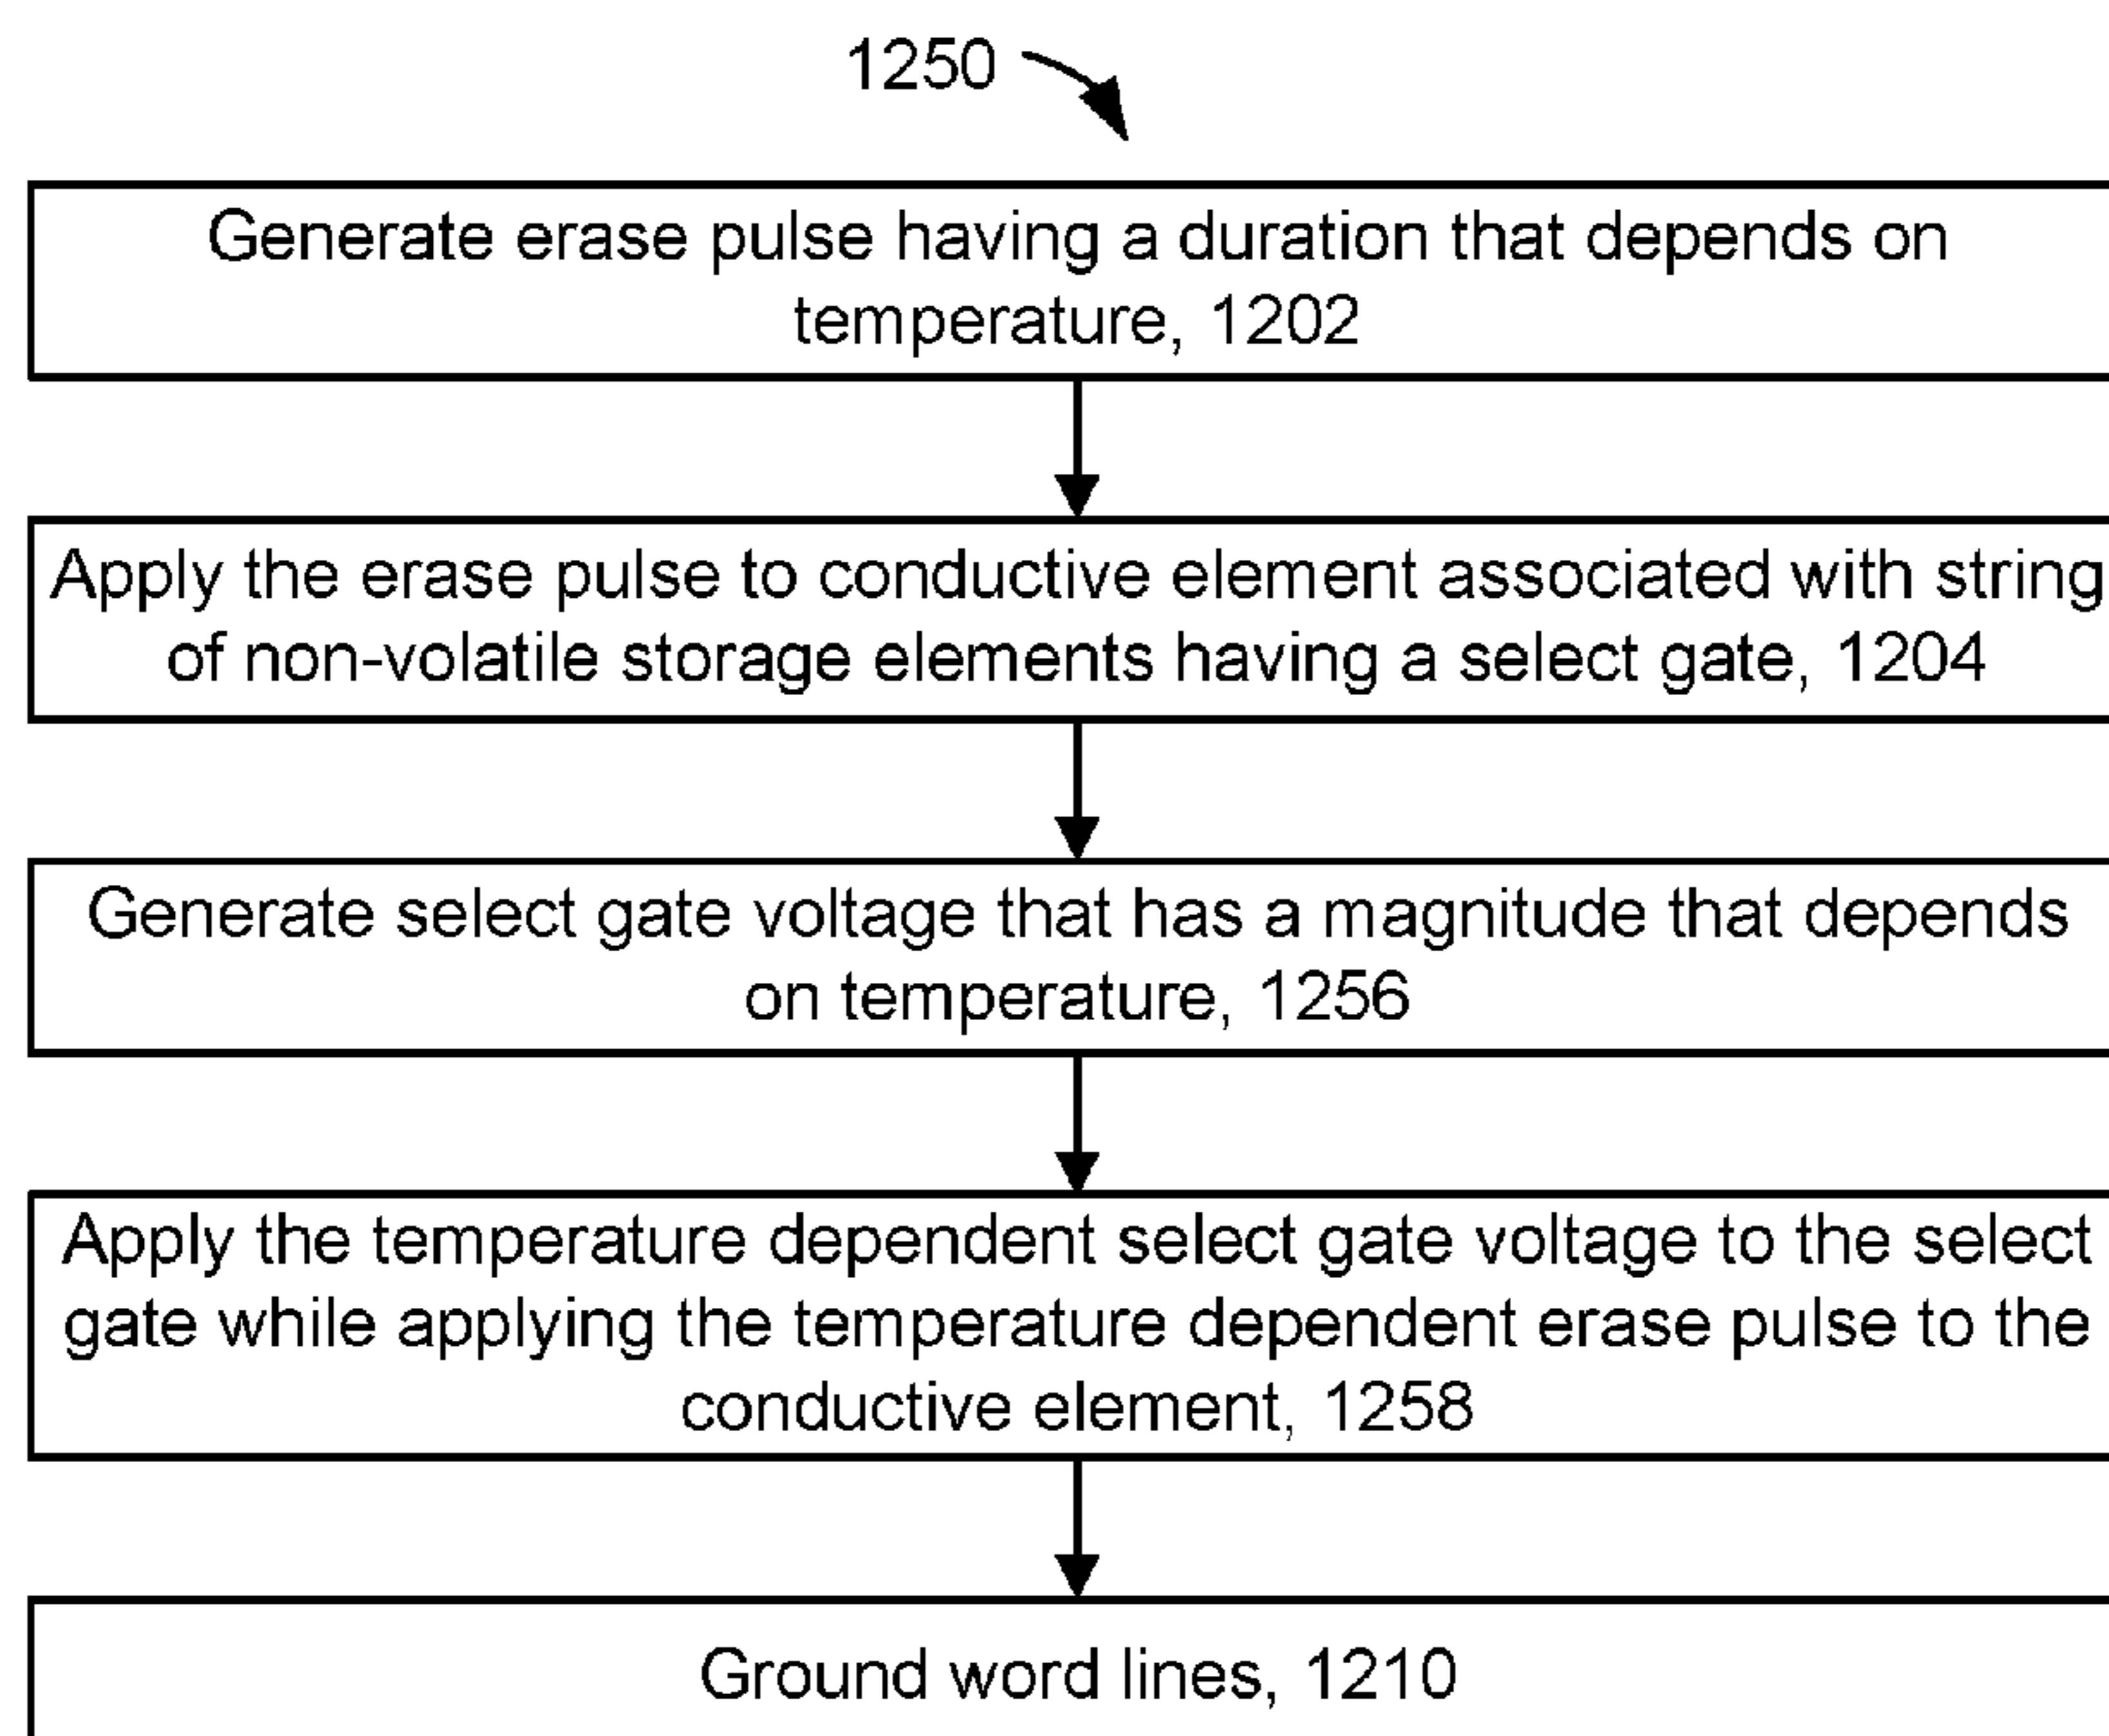 1250
Generate erase pulse having a duration that depends on
temperature, 1202
Apply the erase pulse to conductive element associated with string
of non-volatile storage elements having a select gate, 1204
Generate select gate voltage that has a magnitude that depends
on temperature, 1256
Apply the temperature dependent select gate voltage to the select
gate while applying the temperature dependent erase pulse to the
conductive element, 1258
Ground word lines, 1210